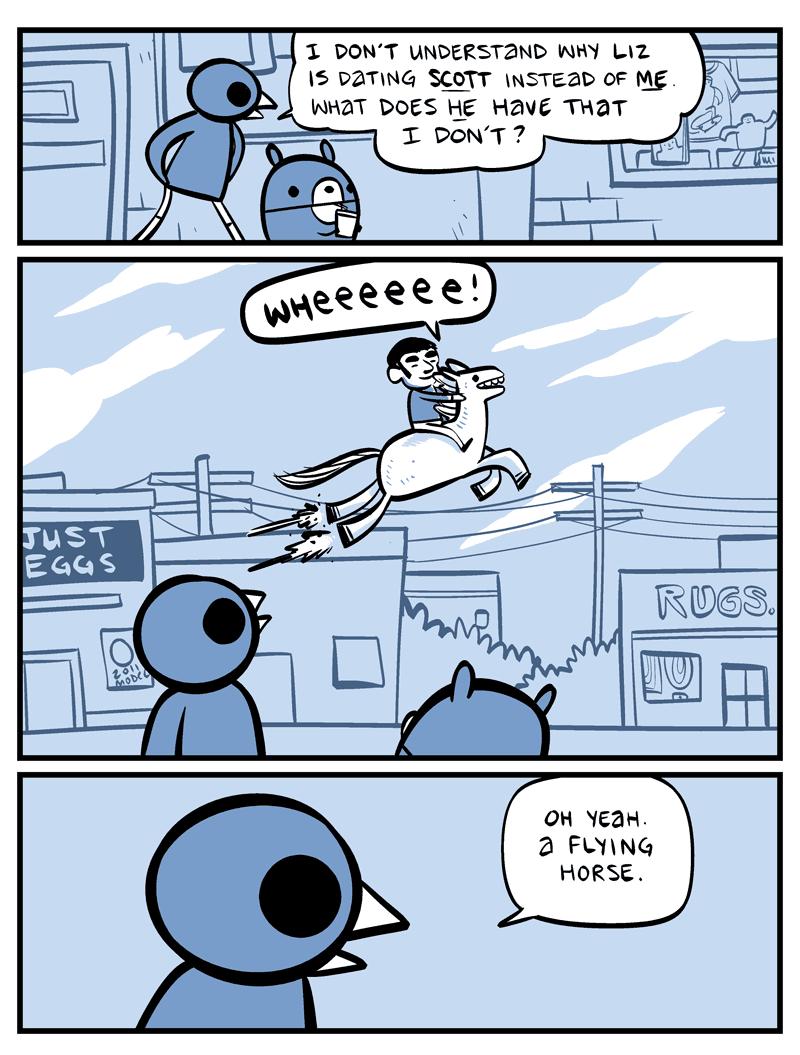 I DON'T UNDERSTAND WHY LIZ
IS DATING SCOTT INSTEAD OF ME.
WHAT DOES HE HAVE THAT
I DON'T?
WHEEEEEE!
JUST
EGGS
2011
MODEL
RUGS.
OH YEAH.
A FLYING
HORSE.